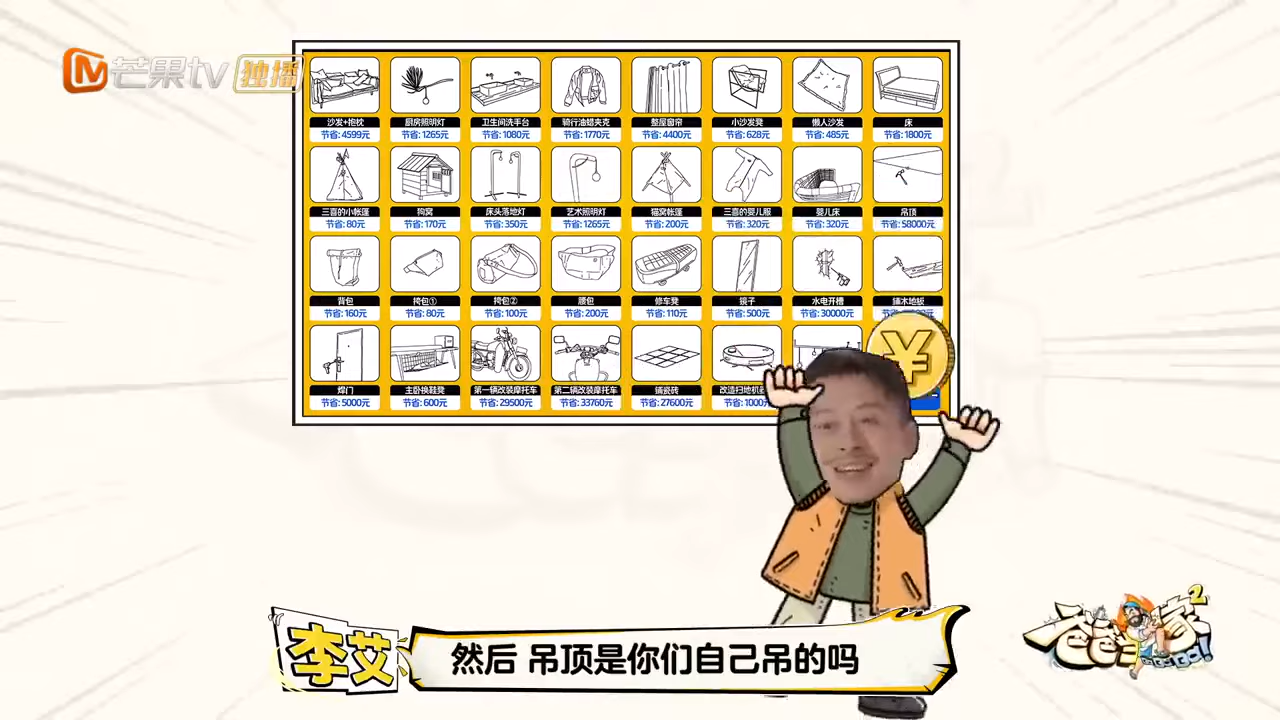 芒果tv 独播
沙发+抱枕 厨房照明灯 卫生间洗手台 骑行油蜡夹克 整屋窗帘 小沙发凳 懒人沙发 床
节省: 4599元 节省: 1265元 节省: 1080元 节省: 1770元 节省: 4400元 节省: 628元 节省: 485元 节省: 1800元
三喜的小帐篷 狗窝 床头落地灯 艺术照明灯 猫窝帐篷 三喜的婴儿服 婴儿床 吊顶
节省: 80元 节省: 170元 节省: 350元 节省: 1265元 节省: 200元 节省: 320元 节省: 320元 节省: 58000元
背包 挎包① 挎包② 腰包 修车凳 镜子 水电开槽 铺木地板
节省: 160元 节省: 80元 节省: 100元 节省: 200元 节省: 110元 节省: 500元 节省: 30000元
¥
焊门 主卧换鞋凳 第一辆改装摩托车 第二辆改装摩托车 铺瓷砖 改造扫地机
节省: 5000元 节省: 600元 节省: 29500元 节省: 33760元 节省: 27600元 节省: 1000
李艾 然后 吊顶是你们自己吊的吗
爸爸当家2